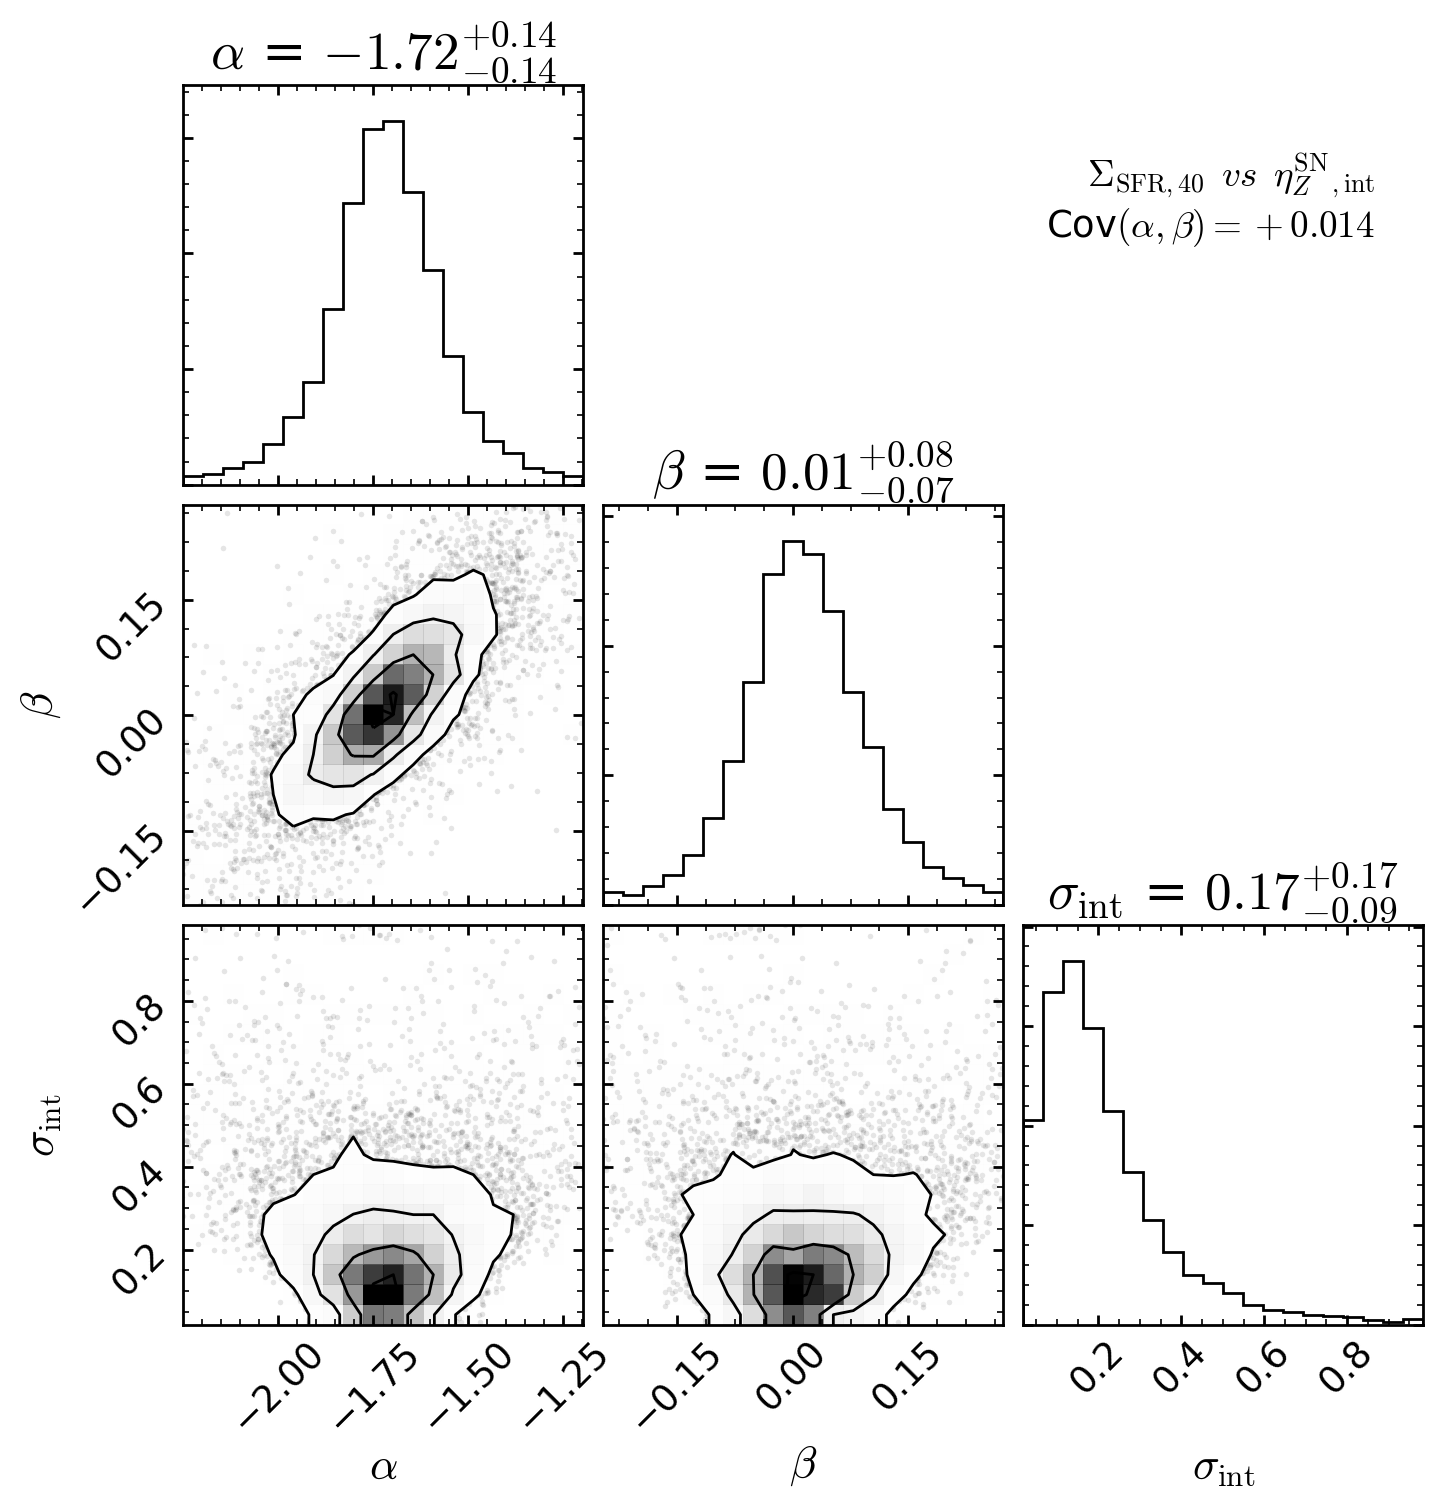 α = −1.72+0.14 −0.14
Σ_SFR, 40 vs η_Z^SN, int
Cov(α, β) = + 0.014
β = 0.01+0.08 −0.07
0.15
0.00
−0.15
β
σ_int = 0.17+0.17 −0.09
0.8
0.6
0.4
0.2
σ_int
−2.00 −1.75 −1.50 −1.25
−0.15 0.00 0.15
0.2 0.4 0.6 0.8
α β σ_int